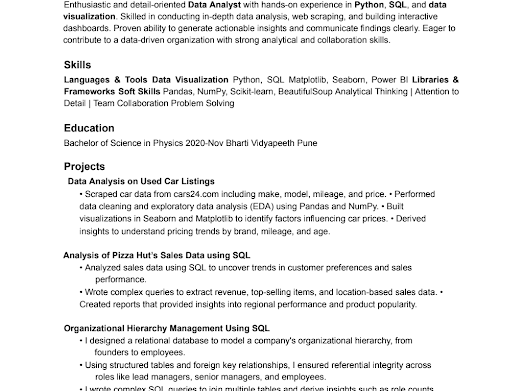 Enthusiastic and detail-oriented Data Analyst with hands-on experience in Python, SQL, and data
visualization. Skilled in conducting in-depth data analysis, web scraping, and building interactive
dashboards. Proven ability to generate actionable insights and communicate findings clearly. Eager to
contribute to a data-driven organization with strong analytical and collaboration skills.
Skills
Languages & Tools Data Visualization Python, SQL Matplotlib, Seaborn, Power BI Libraries &
Frameworks Soft Skills Pandas, NumPy, Scikit-learn, BeautifulSoup Analytical Thinking | Attention to
Detail | Team Collaboration Problem Solving
Education
Bachelor of Science in Physics 2020-Nov Bharti Vidyapeeth Pune
Projects
Data Analysis on Used Car Listings
• Scraped car data from cars24.com including make, model, mileage, and price. • Performed
data cleaning and exploratory data analysis (EDA) using Pandas and NumPy. • Built
visualizations in Seaborn and Matplotlib to identify factors influencing car prices. • Derived
insights to understand pricing trends by brand, mileage, and age.
Analysis of Pizza Hut's Sales Data using SQL
• Analyzed sales data using SQL to uncover trends in customer preferences and sales
performance.
• Wrote complex queries to extract revenue, top-selling items, and location-based sales data. •
Created reports that provided insights into regional performance and product popularity.
Organizational Hierarchy Management Using SQL
• I designed a relational database to model a company's organizational hierarchy, from
founders to employees.
• Using structured tables and foreign key relationships, I ensured referential integrity across
roles like lead managers, senior managers, and employees.
• I wrote complex SQL queries to join multiple tables and derive insights such as role counts